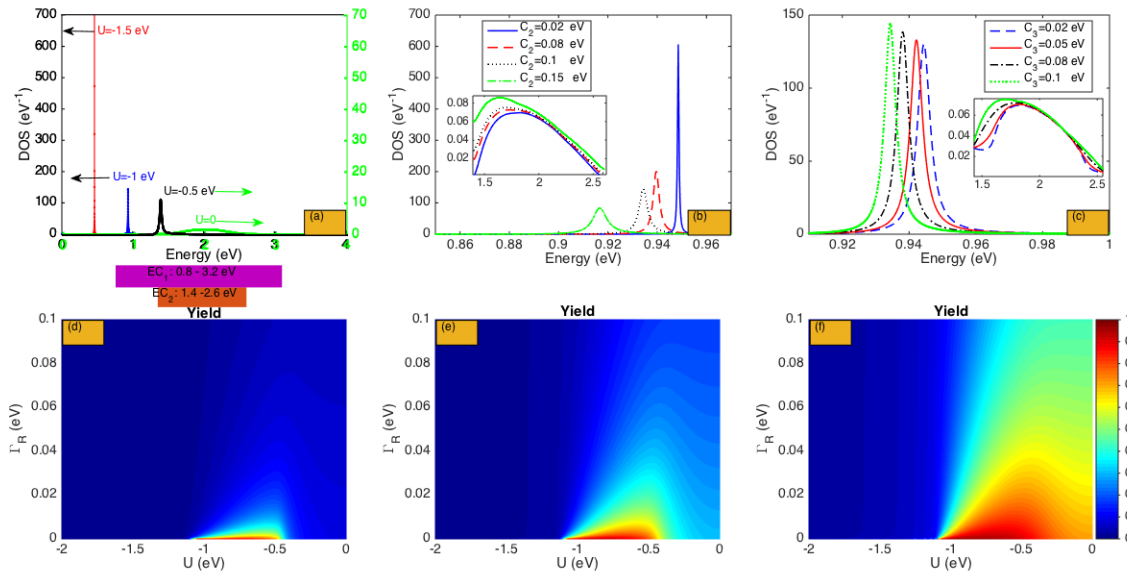 700
600
500
400
300
200
100
0
DOS (eV⁻¹)
U=-1.5 eV
U=-1 eV
U=-0.5 eV
U=0
(a)
70
60
50
40
30
20
10
0
0 1 2 3 4
Energy (eV)
EC₁: 0.8 - 3.2 eV
EC₂: 1.4 -2.6 eV
700
600
500
400
300
200
100
0
DOS (eV⁻¹)
C₂=0.02 eV
C₂=0.08 eV
C₂=0.1 eV
C₂=0.15 eV
0.08
0.06
0.04
0.02
1.5 2 2.5
(b)
0.86 0.88 0.9 0.92 0.94 0.96
Energy (eV)
150
100
50
0
DOS (eV⁻¹)
C₃=0.02 eV
C₃=0.05 eV
C₃=0.08 eV
C₃=0.1 eV
0.06
0.04
0.02
1.5 2 2.5
(c)
0.92 0.94 0.96 0.98 1
Energy (eV)
Yield
(d)
0.1
0.08
0.06
0.04
0.02
0
Γ_R (eV)
-2 -1.5 -1 -0.5 0
U (eV)
Yield
(e)
0.1
0.08
0.06
0.04
0.02
0
Γ_R (eV)
-2 -1.5 -1 -0.5 0
U (eV)
Yield
(f)
0.1
0.08
0.06
0.04
0.02
0
Γ_R (eV)
-2 -1.5 -1 -0.5 0
U (eV)